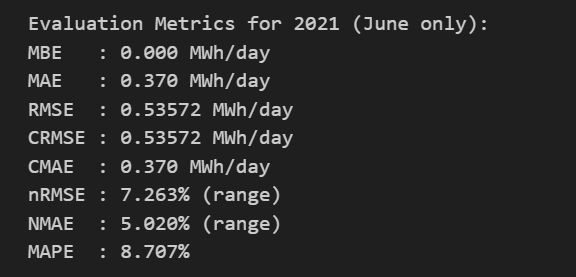 Evaluation Metrics for 2021 (June only):
MBE   : 0.000 MWh/day
MAE   : 0.370 MWh/day
RMSE  : 0.53572 MWh/day
CRMSE : 0.53572 MWh/day
CMAE  : 0.370 MWh/day
nRMSE : 7.263% (range)
NMAE  : 5.020% (range)
MAPE  : 8.707%